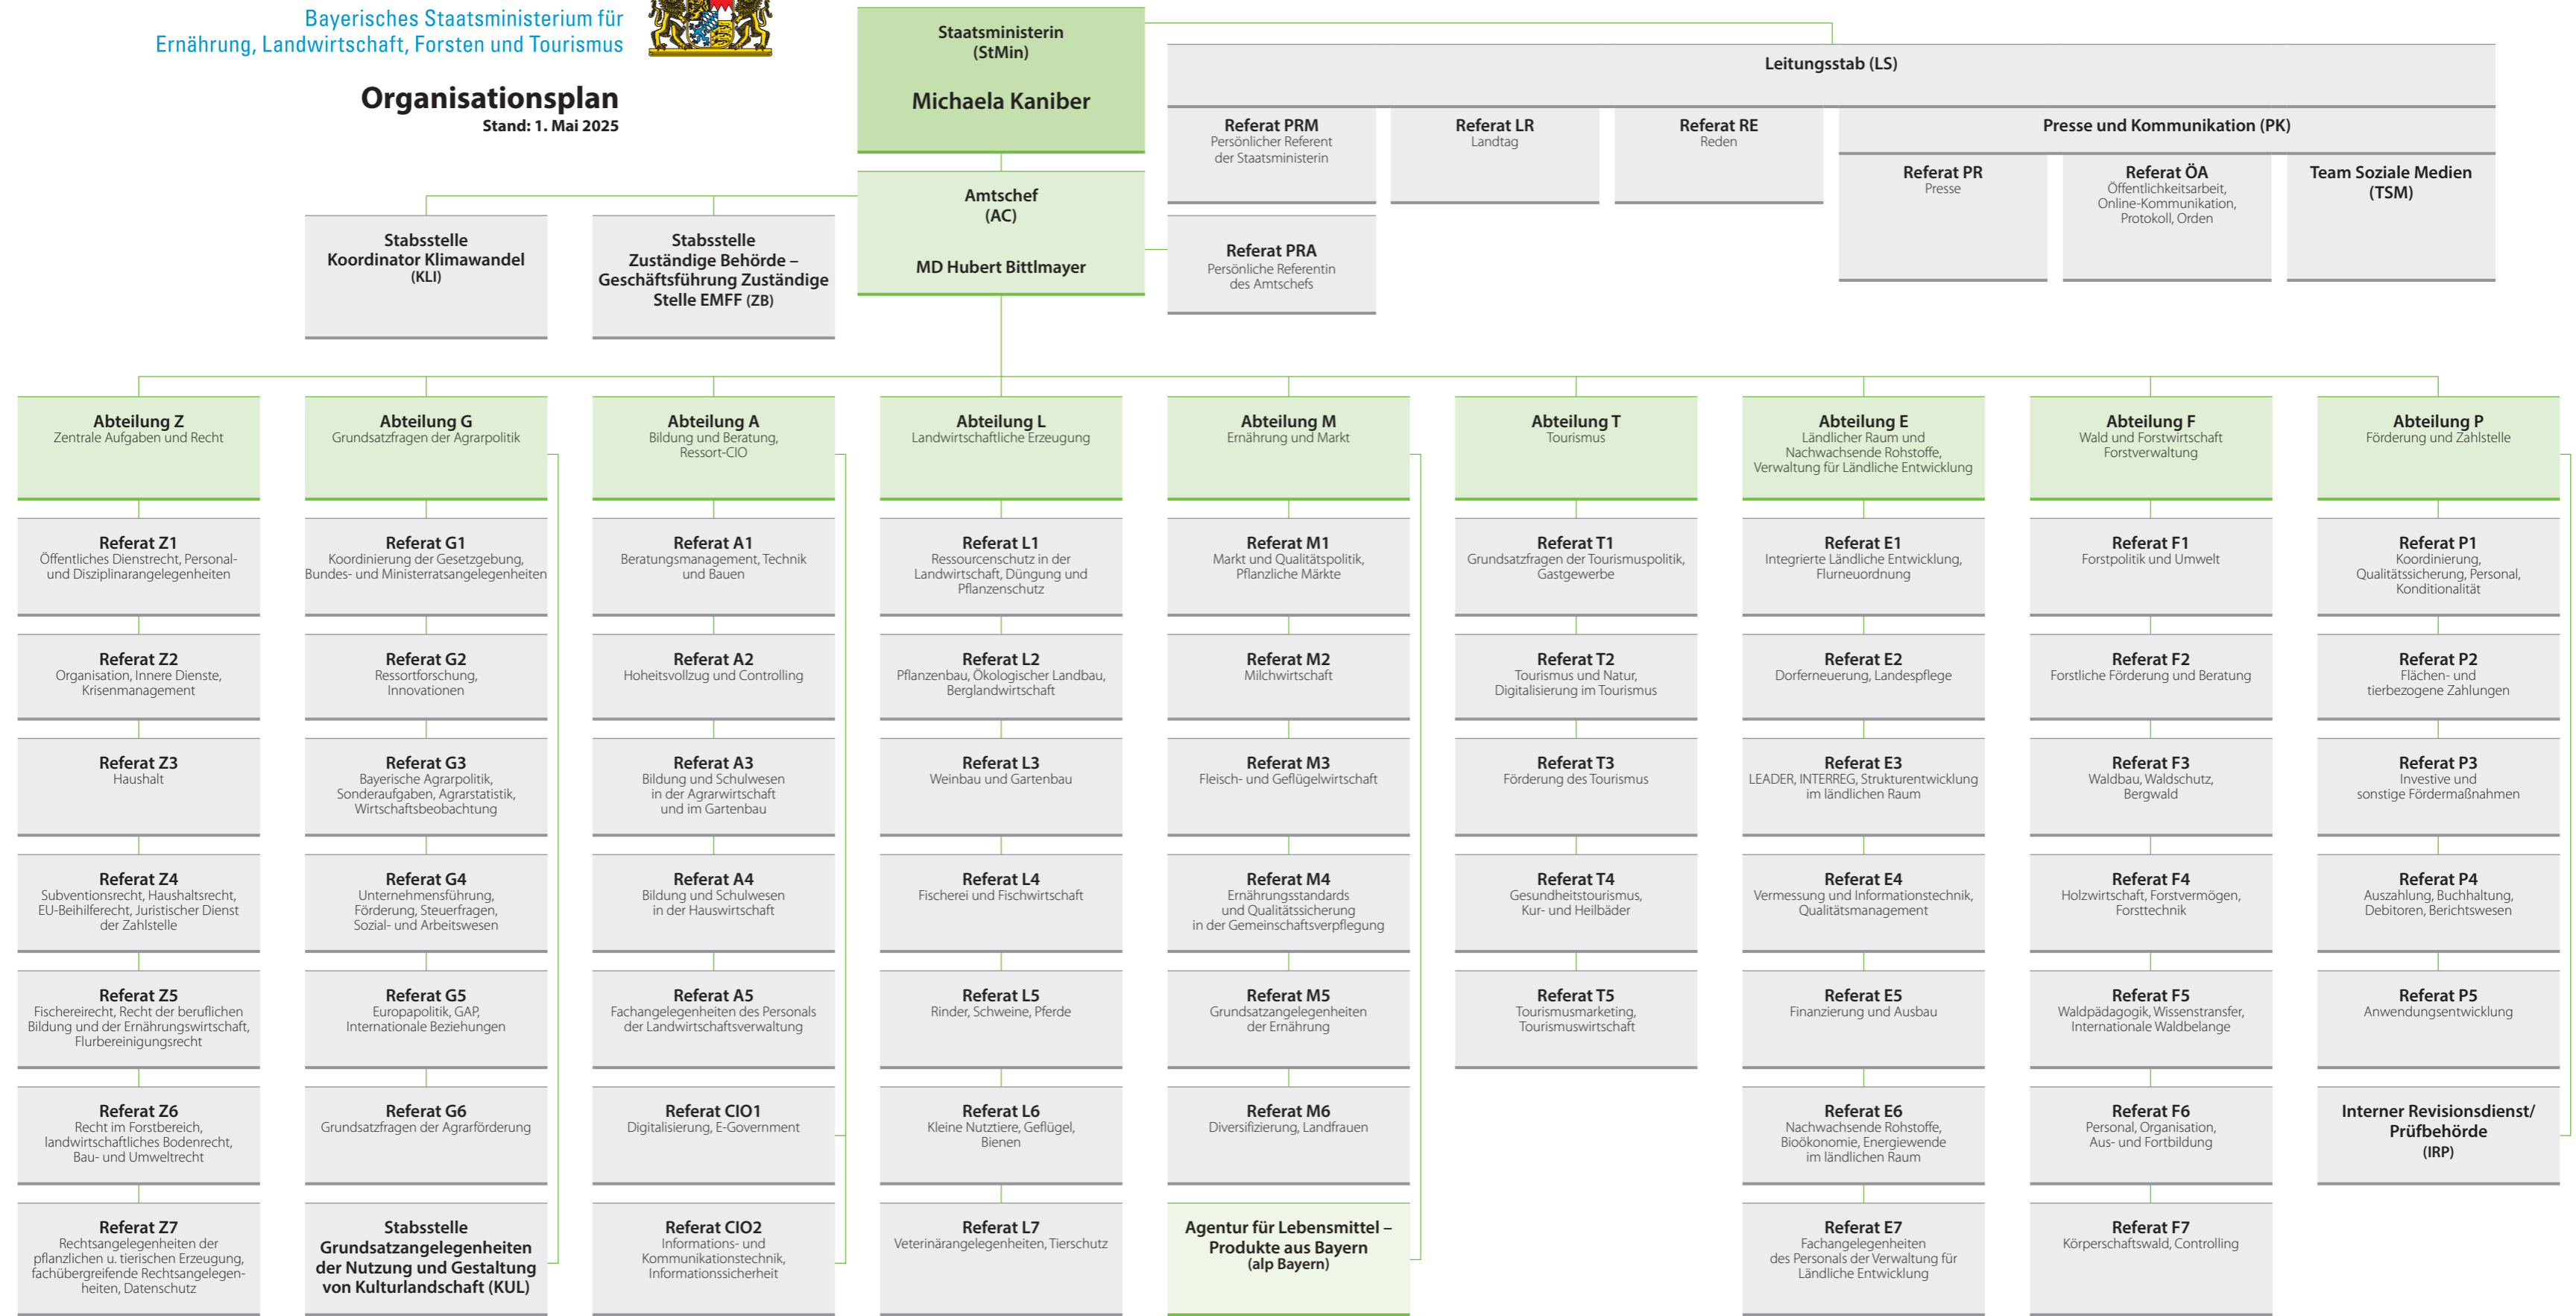 Bayerisches Staatsministerium für
Ernährung, Landwirtschaft, Forsten und Tourismus
Organisationsplan
Stand: 1. Mai 2025
Staatsministerin
(StMin)
Michaela Kaniber
Leitungsstab (LS)
Referat PRM
Persönlicher Referent
der Staatsministerin
Referat LR
Landtag
Referat RE
Reden
Presse und Kommunikation (PK)
Referat PR
Presse
Referat ÖA
Öffentlichkeitsarbeit,
Online-Kommunikation,
Protokoll, Orden
Team Soziale Medien
(TSM)
Amtschef
(AC)
MD Hubert Bittlmayer
Referat PRA
Persönliche Referentin
des Amtschefs
Stabsstelle
Koordinator Klimawandel
(KLI)
Stabsstelle
Zuständige Behörde –
Geschäftsführung Zuständige
Stelle EMFF (ZB)
Abteilung Z
Zentrale Aufgaben und Recht
Referat Z1
Öffentliches Dienstrecht, Personal-
und Disziplinarangelegenheiten
Referat Z2
Organisation, Innere Dienste,
Krisenmanagement
Referat Z3
Haushalt
Referat Z4
Subventionsrecht, Haushaltsrecht,
EU-Beihilferecht, Juristischer Dienst
der Zahlstelle
Referat Z5
Fischereirecht, Recht der beruflichen
Bildung und der Ernährungswirtschaft,
Flurbereinigungsrecht
Referat Z6
Recht im Forstbereich,
landwirtschaftliches Bodenrecht,
Bau- und Umweltrecht
Referat Z7
Rechtsangelegenheiten der
pflanzlichen u. tierischen Erzeugung,
fachübergreifende Rechtsangelegen-
heiten, Datenschutz
Abteilung G
Grundsatzfragen der Agrarpolitik
Referat G1
Koordinierung der Gesetzgebung,
Bundes- und Ministerratsangelegenheiten
Referat G2
Ressortforschung,
Innovationen
Referat G3
Bayerische Agrarpolitik,
Sonderaufgaben, Agrarstatistik,
Wirtschaftsbeobachtung
Referat G4
Unternehmensführung,
Förderung, Steuerfragen,
Sozial- und Arbeitswesen
Referat G5
Europapolitik, GAP,
Internationale Beziehungen
Referat G6
Grundsatzfragen der Agrarförderung
Stabsstelle
Grundsatzangelegenheiten
der Nutzung und Gestaltung
von Kulturlandschaft (KUL)
Abteilung A
Bildung und Beratung,
Ressort-CIO
Referat A1
Beratungsmanagement, Technik
und Bauen
Referat A2
Hoheitsvollzug und Controlling
Referat A3
Bildung und Schulwesen
in der Agrarwirtschaft
und im Gartenbau
Referat A4
Bildung und Schulwesen
in der Hauswirtschaft
Referat A5
Fachangelegenheiten des Personals
der Landwirtschaftsverwaltung
Referat CIO1
Digitalisierung, E-Government
Referat CIO2
Informations- und
Kommunikationstechnik,
Informationssicherheit
Abteilung L
Landwirtschaftliche Erzeugung
Referat L1
Ressourcenschutz in der
Landwirtschaft, Düngung und
Pflanzenschutz
Referat L2
Pflanzenbau, Ökologischer Landbau,
Berglandwirtschaft
Referat L3
Weinbau und Gartenbau
Referat L4
Fischerei und Fischwirtschaft
Referat L5
Rinder, Schweine, Pferde
Referat L6
Kleine Nutztiere, Geflügel,
Bienen
Referat L7
Veterinärangelegenheiten, Tierschutz
Abteilung M
Ernährung und Markt
Referat M1
Markt und Qualitätspolitik,
Pflanzliche Märkte
Referat M2
Milchwirtschaft
Referat M3
Fleisch- und Geflügelwirtschaft
Referat M4
Ernährungsstandards
und Qualitätssicherung
in der Gemeinschaftsverpflegung
Referat M5
Grundsatzangelegenheiten
der Ernährung
Referat M6
Diversifizierung, Landfrauen
Agentur für Lebensmittel –
Produkte aus Bayern
(alp Bayern)
Abteilung T
Tourismus
Referat T1
Grundsatzfragen der Tourismuspolitik,
Gastgewerbe
Referat T2
Tourismus und Natur,
Digitalisierung im Tourismus
Referat T3
Förderung des Tourismus
Referat T4
Gesundheitstourismus,
Kur- und Heilbäder
Referat T5
Tourismusmarketing,
Tourismuswirtschaft
Abteilung E
Ländlicher Raum und
Nachwachsende Rohstoffe,
Verwaltung für Ländliche Entwicklung
Referat E1
Integrierte Ländliche Entwicklung,
Flurneuordnung
Referat E2
Dorferneuerung, Landespflege
Referat E3
LEADER, INTERREG, Strukturentwicklung
im ländlichen Raum
Referat E4
Vermessung und Informationstechnik,
Qualitätsmanagement
Referat E5
Finanzierung und Ausbau
Referat E6
Nachwachsende Rohstoffe,
Bioökonomie, Energiewende
im ländlichen Raum
Referat E7
Fachangelegenheiten
des Personals der Verwaltung für
Ländliche Entwicklung
Abteilung F
Wald und Forstwirtschaft
Forstverwaltung
Referat F1
Forstpolitik und Umwelt
Referat F2
Forstliche Förderung und Beratung
Referat F3
Waldbau, Waldschutz,
Bergwald
Referat F4
Holzwirtschaft, Forstvermögen,
Forsttechnik
Referat F5
Waldpädagogik, Wissenstransfer,
Internationale Waldbelange
Referat F6
Personal, Organisation,
Aus- und Fortbildung
Referat F7
Körperschaftswald, Controlling
Abteilung P
Förderung und Zahlstelle
Referat P1
Koordinierung,
Qualitätssicherung, Personal,
Konditionalität
Referat P2
Flächen- und
tierbezogene Zahlungen
Referat P3
Investive und
sonstige Fördermaßnahmen
Referat P4
Auszahlung, Buchhaltung,
Debitoren, Berichtswesen
Referat P5
Anwendungsentwicklung
Interner Revisionsdienst/
Prüfbehörde
(IRP)